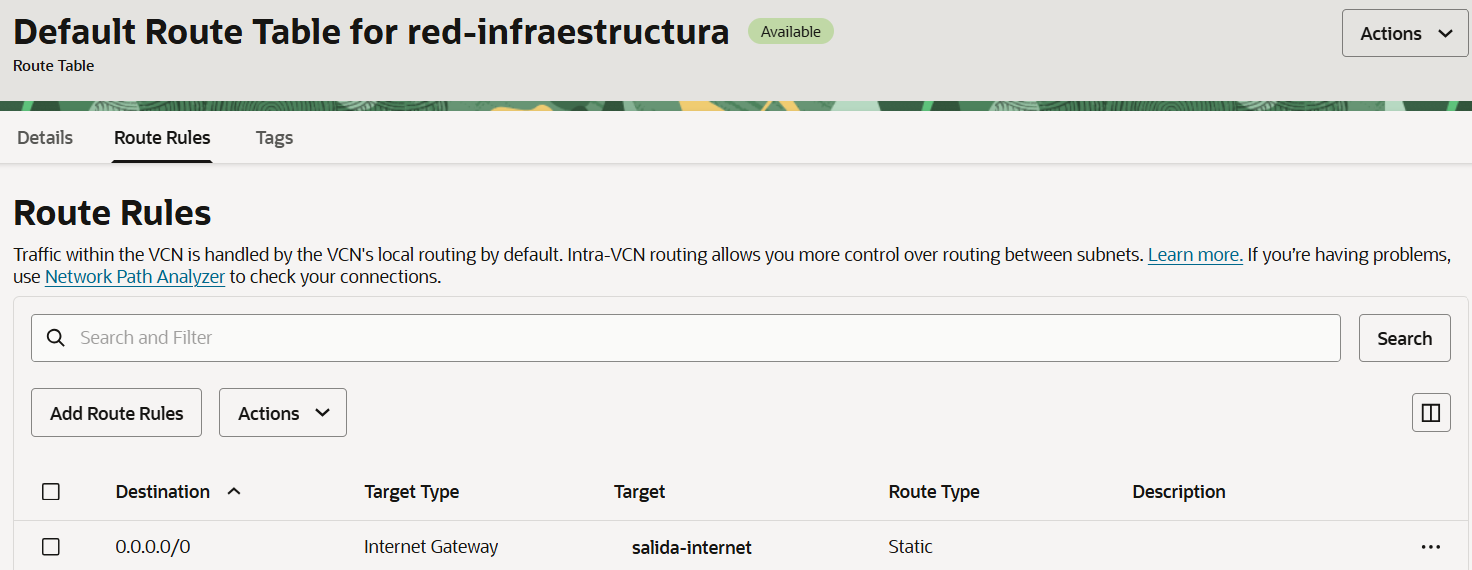 Default Route Table for red-infraestructura Available Actions
Route Table
Details Route Rules Tags
Route Rules
Traffic within the VCN is handled by the VCN's local routing by default. Intra-VCN routing allows you more control over routing between subnets. Learn more. If you’re having problems,
use Network Path Analyzer to check your connections.
Search and Filter Search
Add Route Rules Actions
Destination Target Type Target Route Type Description
0.0.0.0/0 Internet Gateway salida-internet Static